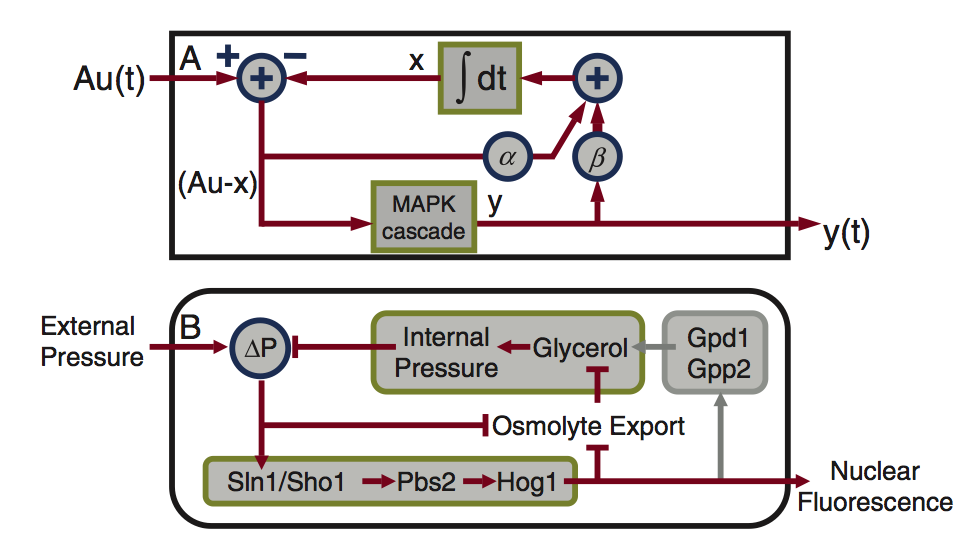 A
+
−
Au(t)
+
x
∫ dt
+
α
β
(Au-x)
MAPK
cascade
y
y(t)
B
External
Pressure
ΔP
Internal
Pressure
Glycerol
Gpd1
Gpp2
Osmolyte Export
Sln1/Sho1
Pbs2
Hog1
Nuclear
Fluorescence